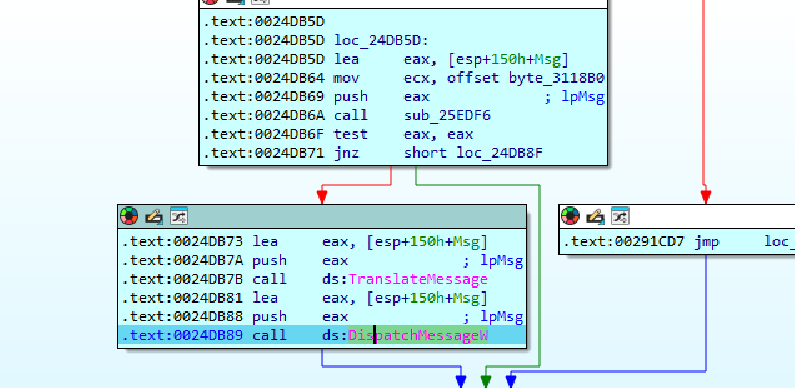 .text:0024DB5D
.text:0024DB5D loc_24DB5D:
.text:0024DB5D lea eax, [esp+150h+Msg]
.text:0024DB64 mov ecx, offset byte_3118B0
.text:0024DB69 push eax ; lpMsg
.text:0024DB6A call sub_25EDF6
.text:0024DB6F test eax, eax
.text:0024DB71 jnz short loc_24DB8F
.text:0024DB73 lea eax, [esp+150h+Msg]
.text:0024DB7A push eax ; lpMsg
.text:0024DB7B call ds:TranslateMessage
.text:0024DB81 lea eax, [esp+150h+Msg]
.text:0024DB88 push eax ; lpMsg
.text:0024DB89 call ds:DispatchMessageW
.text:00291CD7 jmp loc_